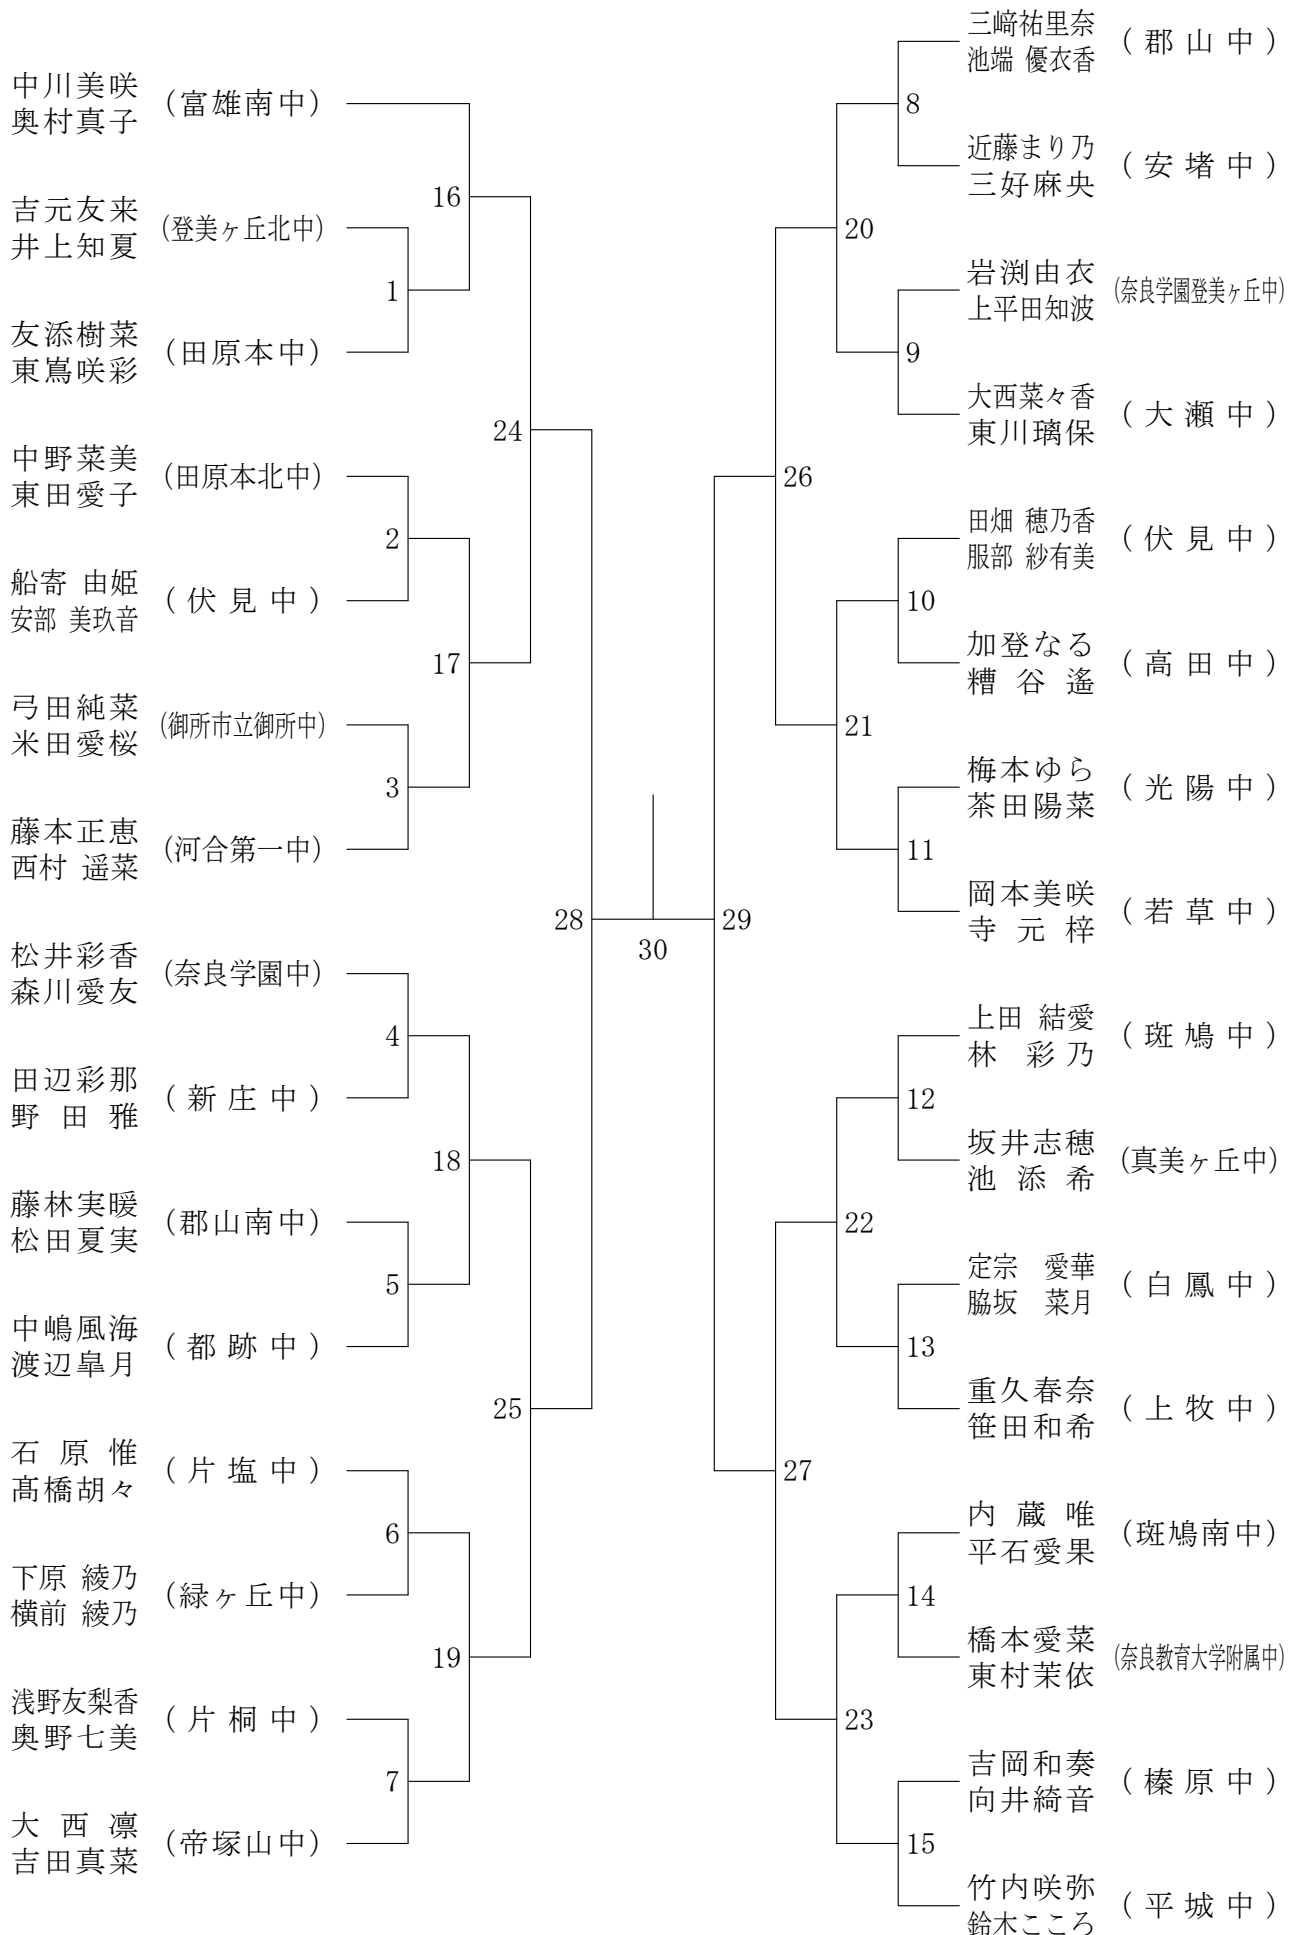 中川美咲
奥村真子
(富雄南中)
吉元友来
井上知夏
(登美ヶ丘北中)
友添樹菜
東嶌咲彩
(田原本中)
中野菜美
東田愛子
(田原本北中)
船寄 由姫
安部 美玖音
(伏見中)
弓田純菜
米田愛桜
(御所市立御所中)
藤本正恵
西村 遥菜
(河合第一中)
松井彩香
森川愛友
(奈良学園中)
田辺彩那
野田雅
(新庄中)
藤林実暖
松田夏実
(郡山南中)
中嶋風海
渡辺皐月
(都跡中)
石原惟
髙橋胡々
(片塩中)
下原 綾乃
横前 綾乃
(緑ヶ丘中)
浅野友梨香
奥野七美
(片桐中)
大西凛
吉田真菜
(帝塚山中)
1
2
3
4
5
6
7
16
17
18
19
24
25
28
30
29
26
27
20
21
22
23
8
9
10
11
12
13
14
15
三﨑祐里奈
池端 優衣香
(郡山中)
近藤まり乃
三好麻央
(安堵中)
岩渕由衣
上平田知波
(奈良学園登美ヶ丘中)
大西菜々香
東川璃保
(大瀬中)
田畑 穂乃香
服部 紗有美
(伏見中)
加登なる
糟谷遙
(高田中)
梅本ゆら
茶田陽菜
(光陽中)
岡本美咲
寺元梓
(若草中)
上田 結愛
林 彩乃
(斑鳩中)
坂井志穂
池添希
(真美ヶ丘中)
定宗 愛華
脇坂 菜月
(白鳳中)
重久春奈
笹田和希
(上牧中)
内蔵唯
平石愛果
(斑鳩南中)
橋本愛菜
東村茉依
(奈良教育大学附属中)
吉岡和奏
向井綺音
(榛原中)
竹内咲弥
鈴木こころ
(平城中)